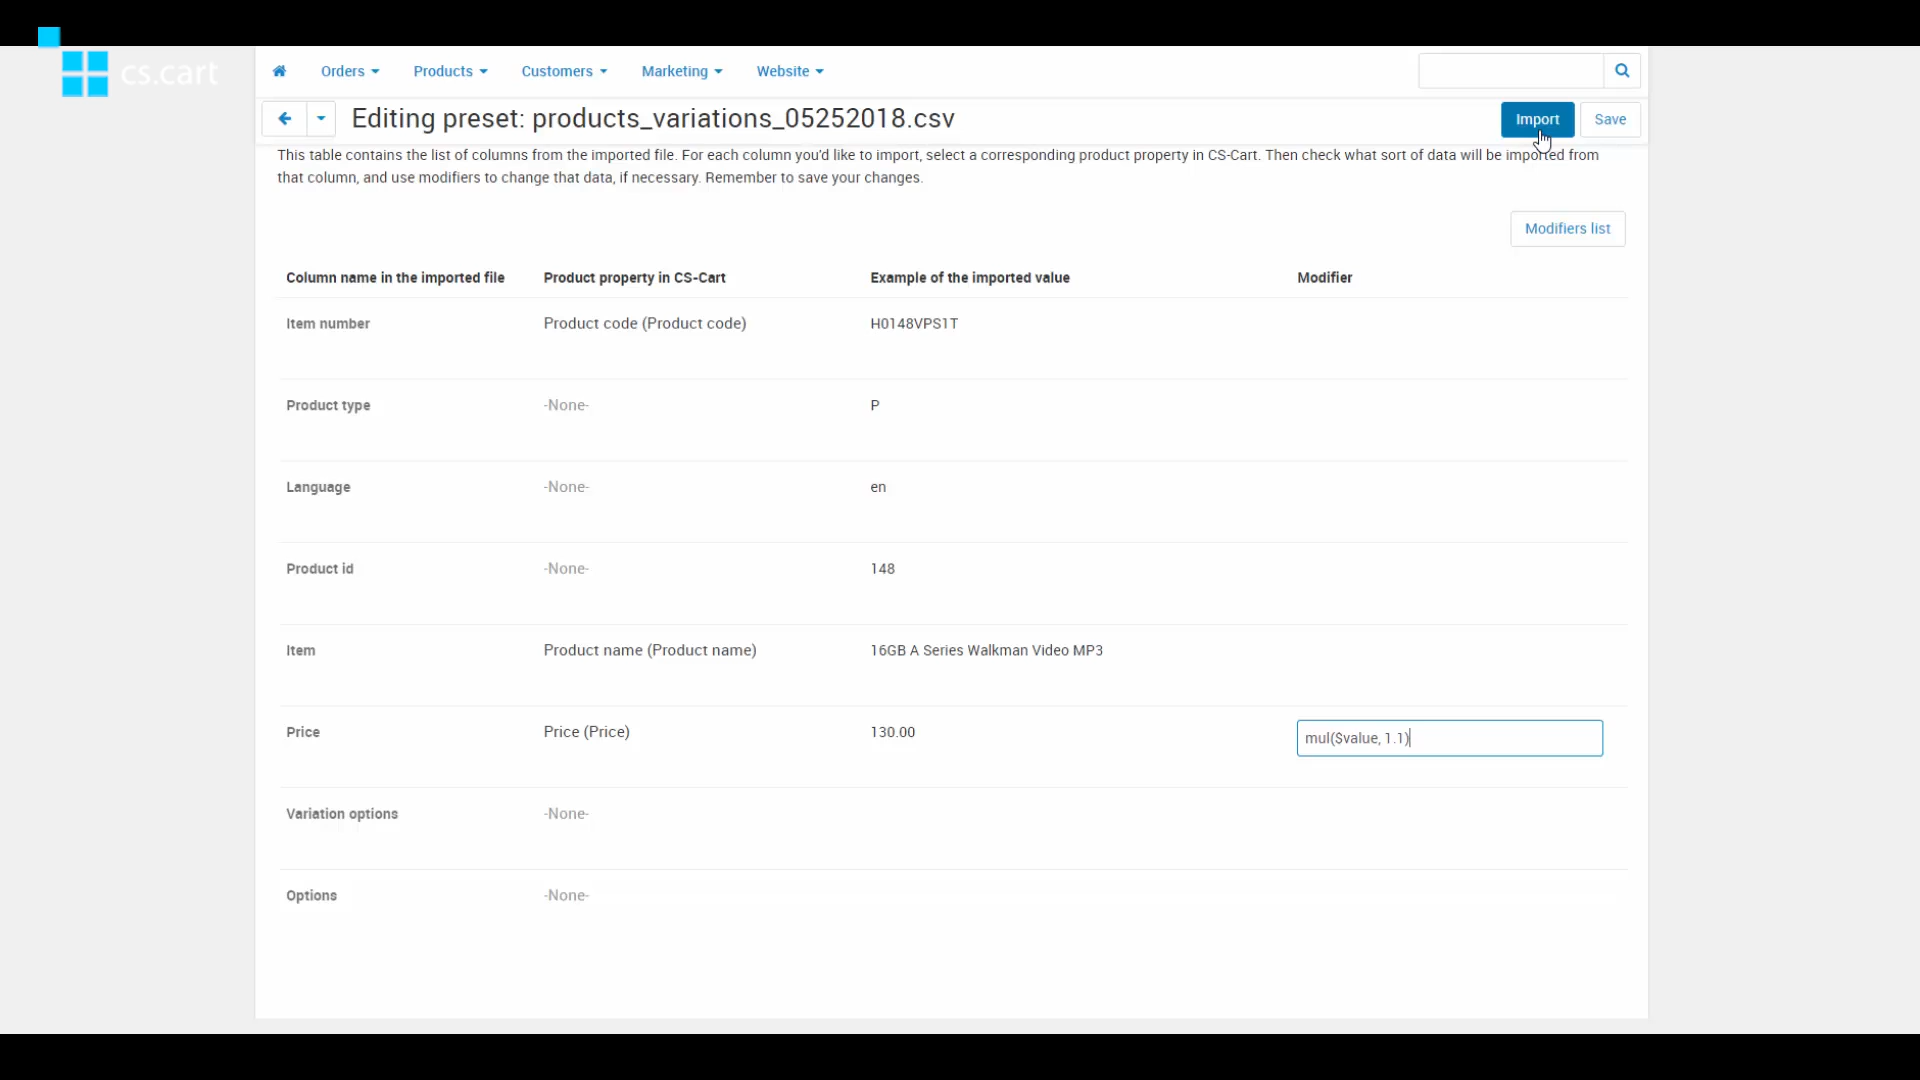 cs.cart
Orders Products Customers Marketing Website
Editing preset: products_variations_05252018.csv Import Save
This table contains the list of columns from the imported file. For each column you'd like to import, select a corresponding product property in CS-Cart. Then check what sort of data will be imported from
that column, and use modifiers to change that data, if necessary. Remember to save your changes.
Modifiers list
Column name in the imported file Product property in CS-Cart Example of the imported value Modifier
Item number Product code (Product code) H0148VPS1T
Product type -None- P
Language -None- en
Product id -None- 148
Item Product name (Product name) 16GB A Series Walkman Video MP3
Price Price (Price) 130.00 mul($value, 1.1)
Variation options -None-
Options -None-